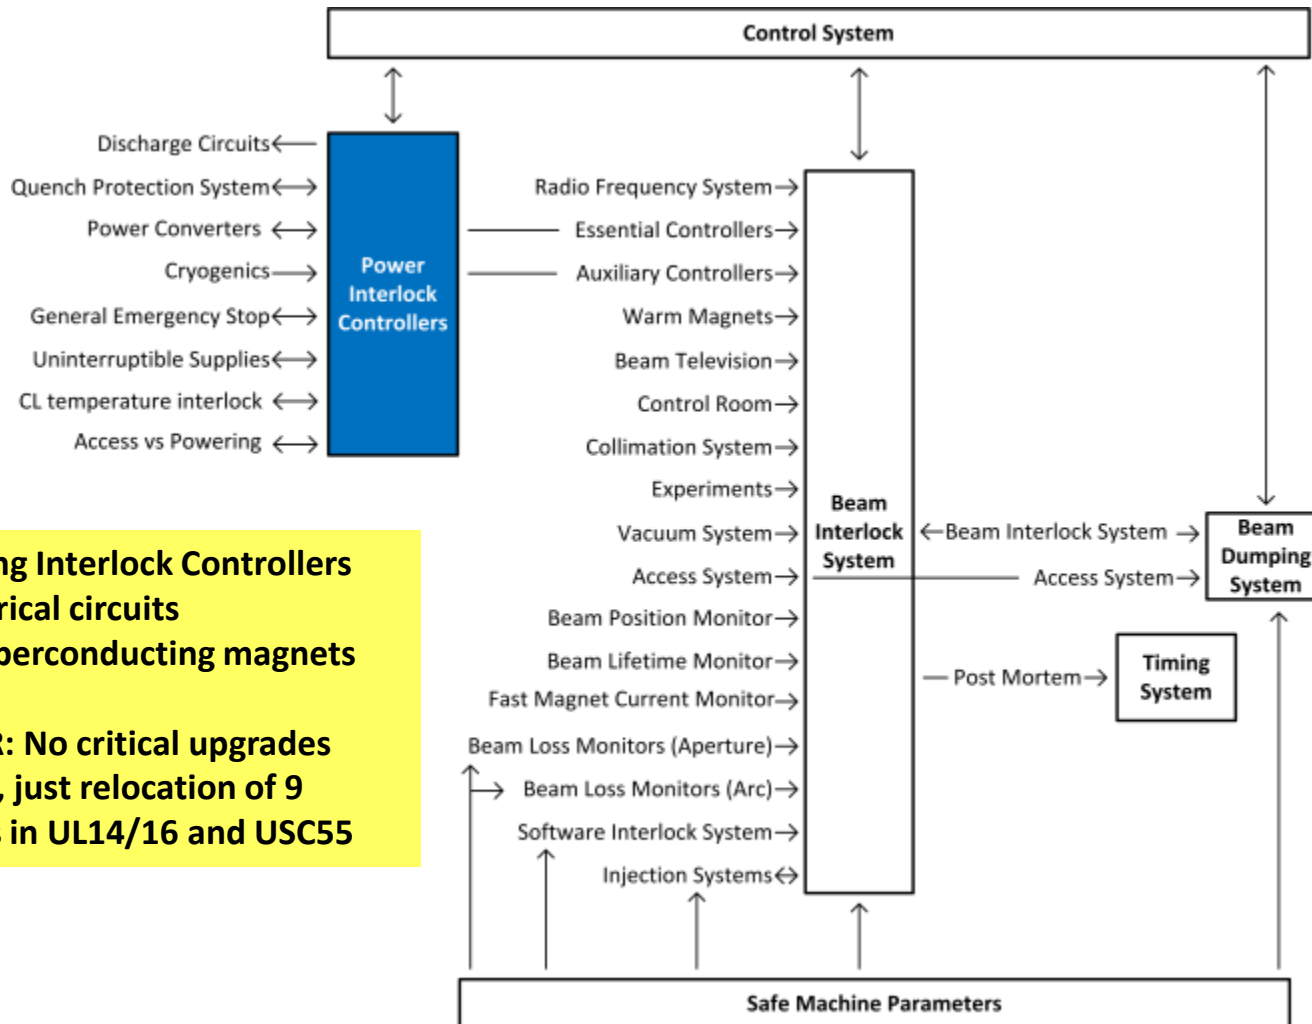 Control System
Discharge Circuits
Quench Protection System
Power Converters
Cryogenics
General Emergency Stop
Uninterruptible Supplies
CL temperature interlock
Access vs Powering
Power
Interlock
Controllers
Radio Frequency System
Essential Controllers
Auxiliary Controllers
Warm Magnets
Beam Television
Control Room
Collimation System
Experiments
Vacuum System
Access System
Beam Position Monitor
Beam Lifetime Monitor
Fast Magnet Current Monitor
Beam Loss Monitors (Aperture)
Beam Loss Monitors (Arc)
Software Interlock System
Injection Systems
Beam
Interlock
System
Beam Interlock System
Access System
Post Mortem
Beam
Dumping
System
Timing
System
Interlock Controllers
circuits
magnets
No critical upgrades
, just relocation of 9
in UL14/16 and USC55
Safe Machine Parameters